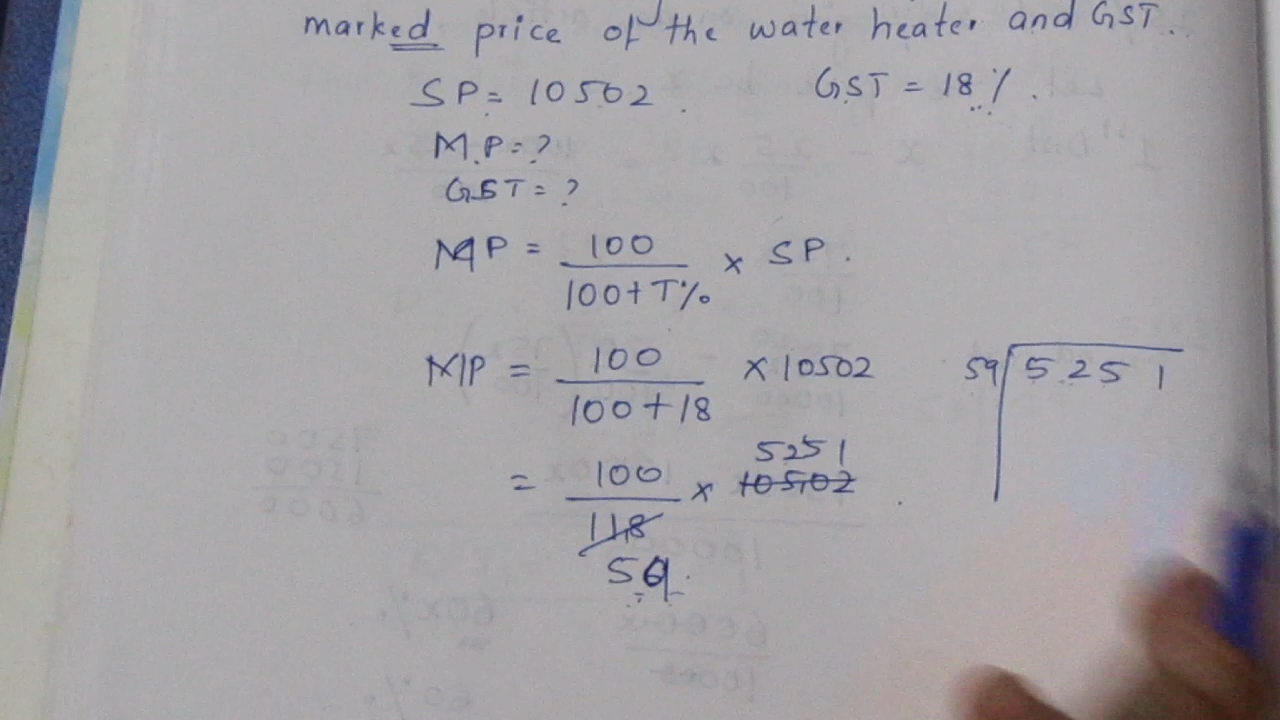 marked price of the water heater and GST..
SP = 10502. GST = 18%.
M.P = ?
GST = ?
MP = 100 / 100+T% × SP.
MP = 100 / 100+18 × 10502
59 5251
5251
= 100 / 118 × 10502
59